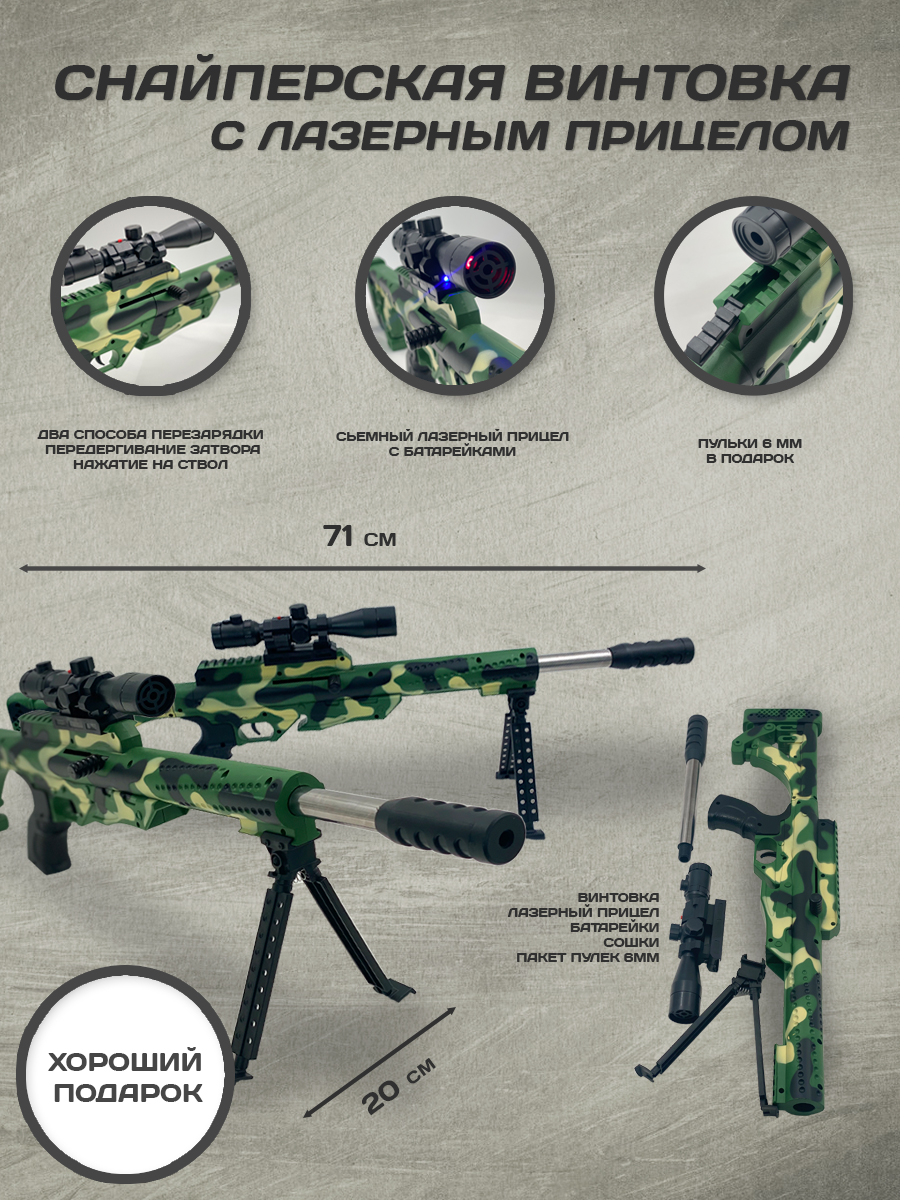 СНАЙПЕРСКАЯ ВИНТОВКА
С ЛАЗЕРНЫМ ПРИЦЕЛОМ
ДВА СПОСОБА ПЕРЕЗАРЯДКИ
ПЕРЕДЕРГИВАНИЕ ЗАТВОРА
НАЖАТИЕ НА СТВОЛ
СЬЕМНЫЙ ЛАЗЕРНЫЙ ПРИЦЕЛ
С БАТАРЕЙКАМИ
ПУЛЬКИ 6 ММ
В ПОДАРОК
71 СМ
ВИНТОВКА
ЛАЗЕРНЫЙ ПРИЦЕЛ
БАТАРЕЙКИ
СОШКИ
ПАКЕТ ПУЛЕК 6ММ
20 СМ
ХОРОШИЙ
ПОДАРОК